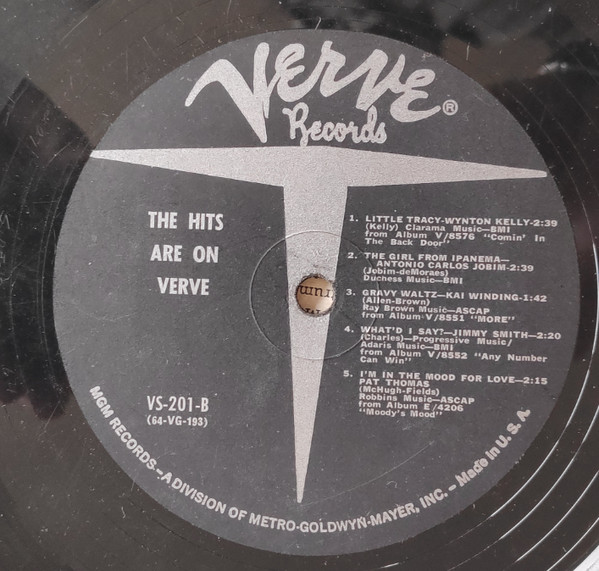 Verve ®
Records
THE HITS
ARE ON
VERVE
1. LITTLE TRACY-WYNTON KELLY-2:39
(Kelly) Clarama Music—BMI
from Album V/8576 "Comin' In
The Back Door"
2. THE GIRL FROM IPANEMA—
ANTONIO CARLOS JOBIM-2:39
(Jobim-deMoraes)
Duchess Music—BMI
3. GRAVY WALTZ—KAI WINDING-1:42
(Allen-Brown)
Ray Brown Music—ASCAP
from Album V/8551 "MORE"
4. WHAT'D I SAY?—JIMMY SMITH—2:20
(Charles)—Progressive Music/
Adaris Music—BMI
from Album V/8552 "Any Number
Can Win"
5. I'M IN THE MOOD FOR LOVE—2:15
PAT THOMAS
(McHugh-Fields)
Robbins Music—ASCAP
from Album E/4206
"Moody's Mood"
VS-201-B
(64-VG-193)
MGM RECORDS—A DIVISION OF METRO-GOLDWYN-MAYER, INC. – Made in U. S. A.